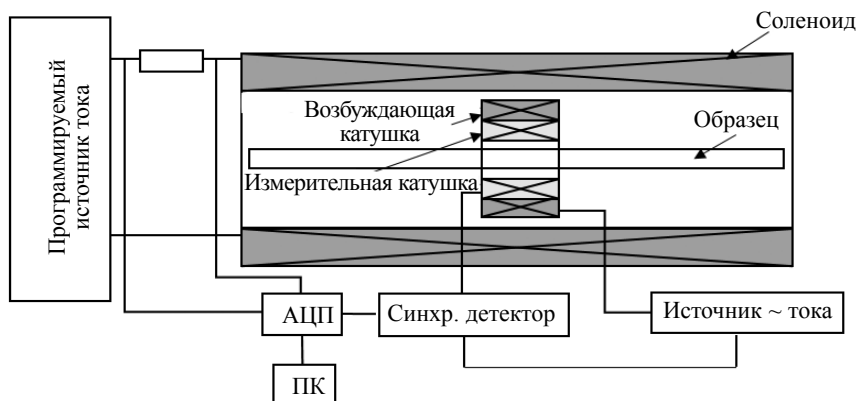 Соленоид
Программируемый
источник тока
Возбуждающая
катушка
Образец
Измерительная катушка
АЦП
Синхр. детектор
Источник ~ тока
ПК